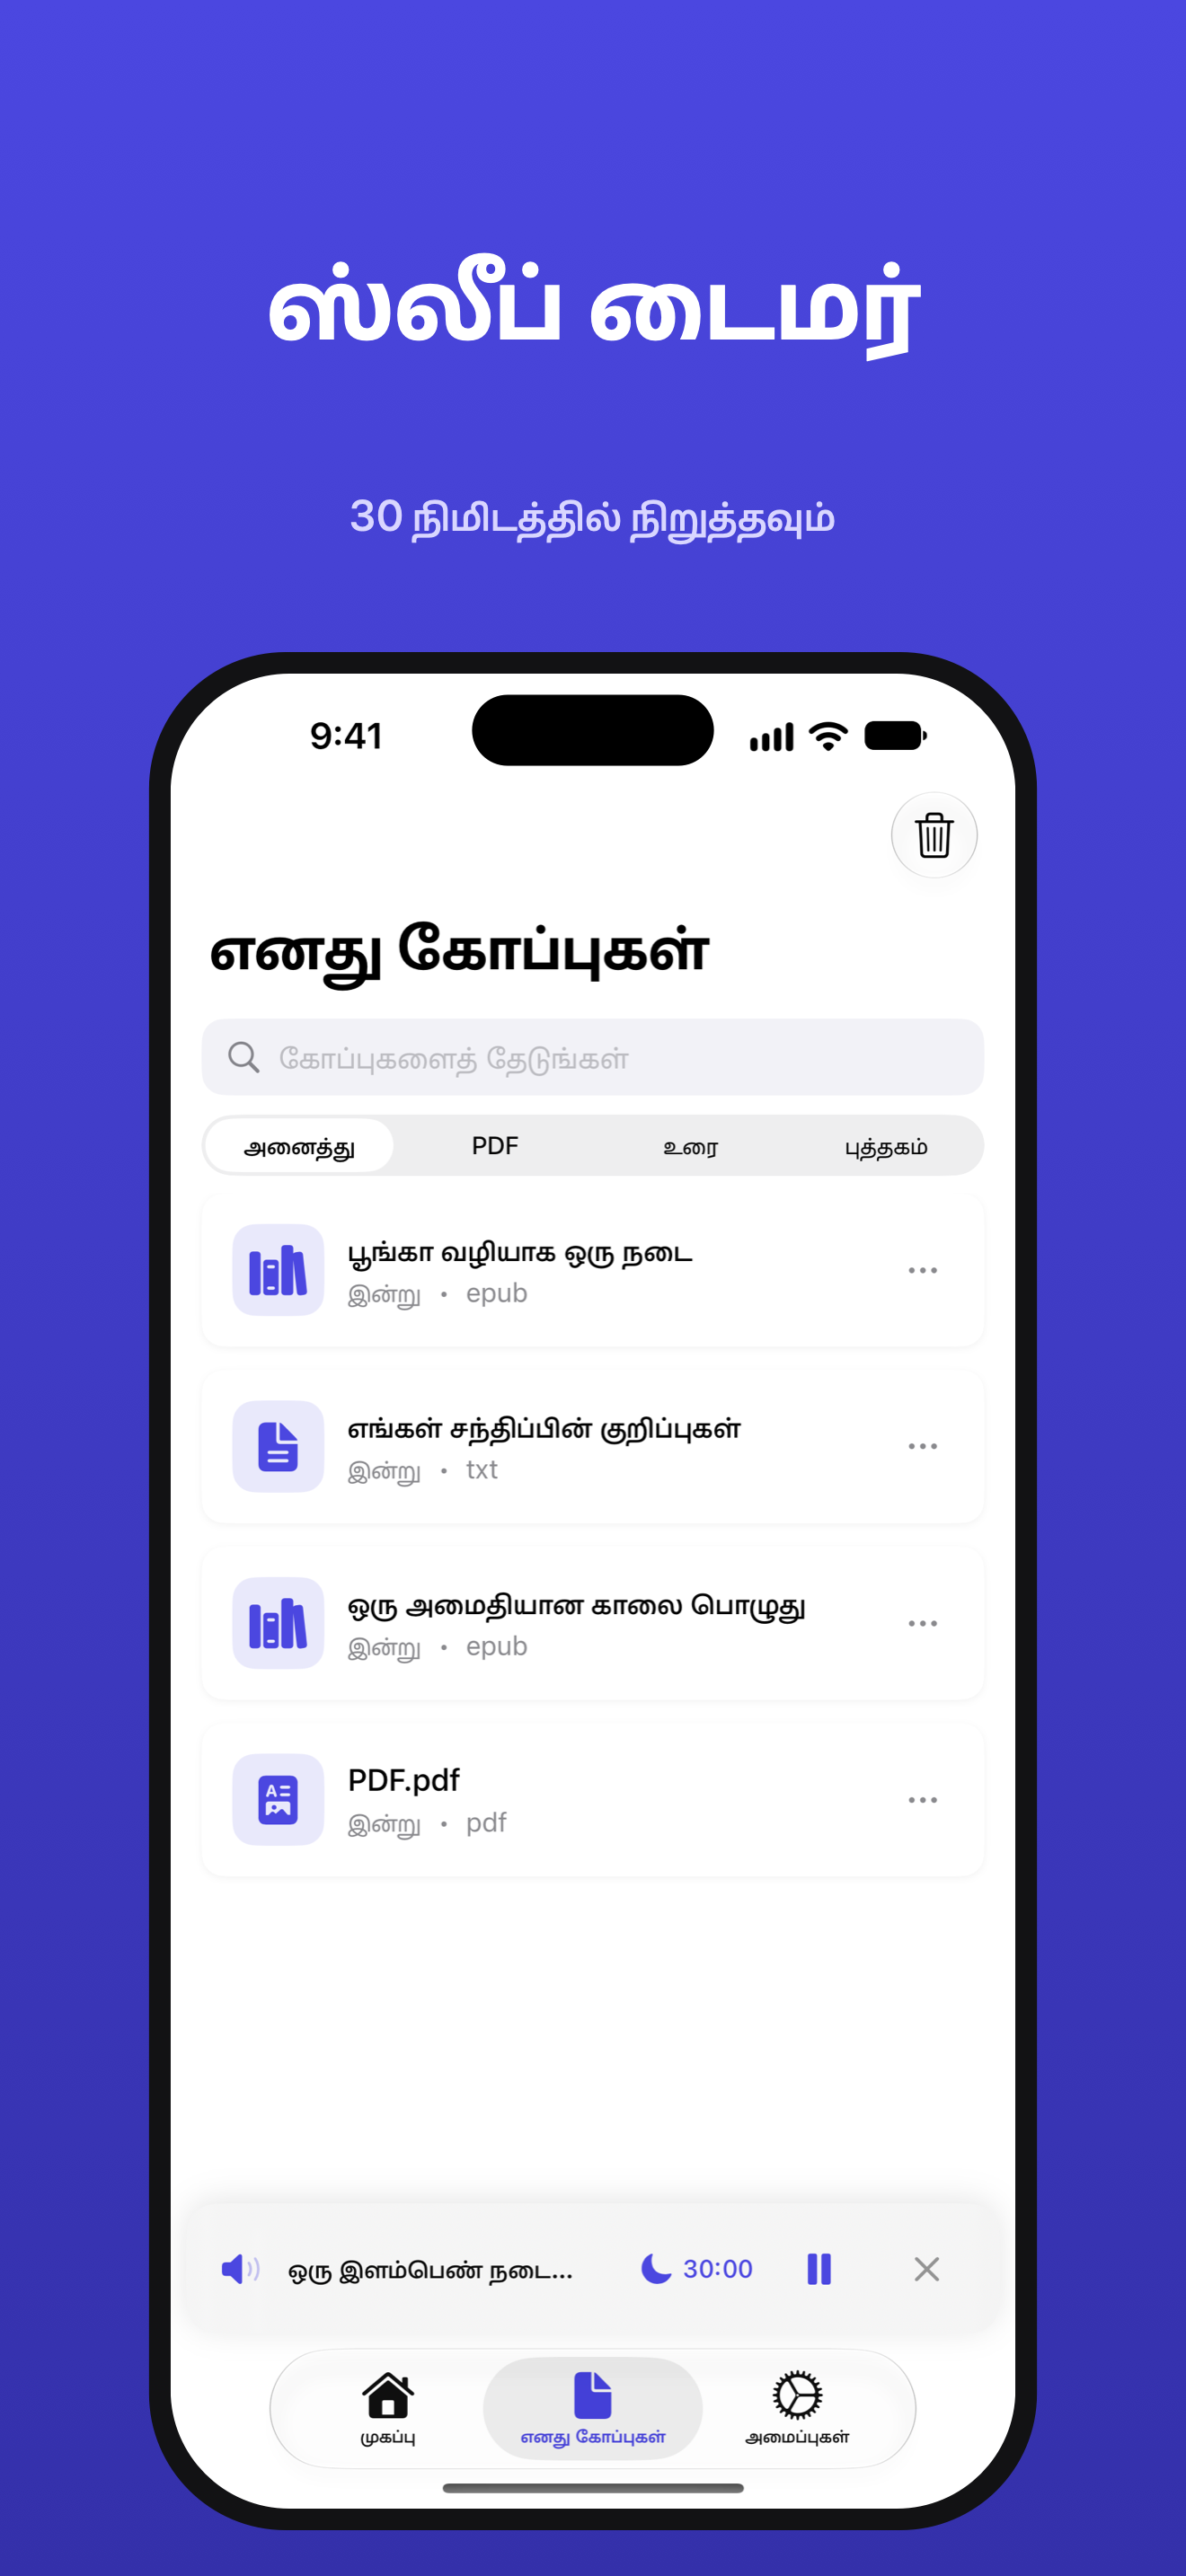 ஸ்லீப் டைமர்
30 நிமிடத்தில் நிறுத்தவும்
9:41
எனது கோப்புகள்
கோப்புகளைத் தேடுங்கள்
அனைத்து PDF உரை புத்தகம்
பூங்கா வழியாக ஒரு நடை
இன்று • epub
எங்கள் சந்திப்பின் குறிப்புகள்
இன்று • txt
ஒரு அமைதியான காலை பொழுது
இன்று • epub
PDF.pdf
இன்று • pdf
ஒரு இளம்பெண் நடை... 30:00
முகப்பு எனது கோப்புகள் அமைப்புகள்